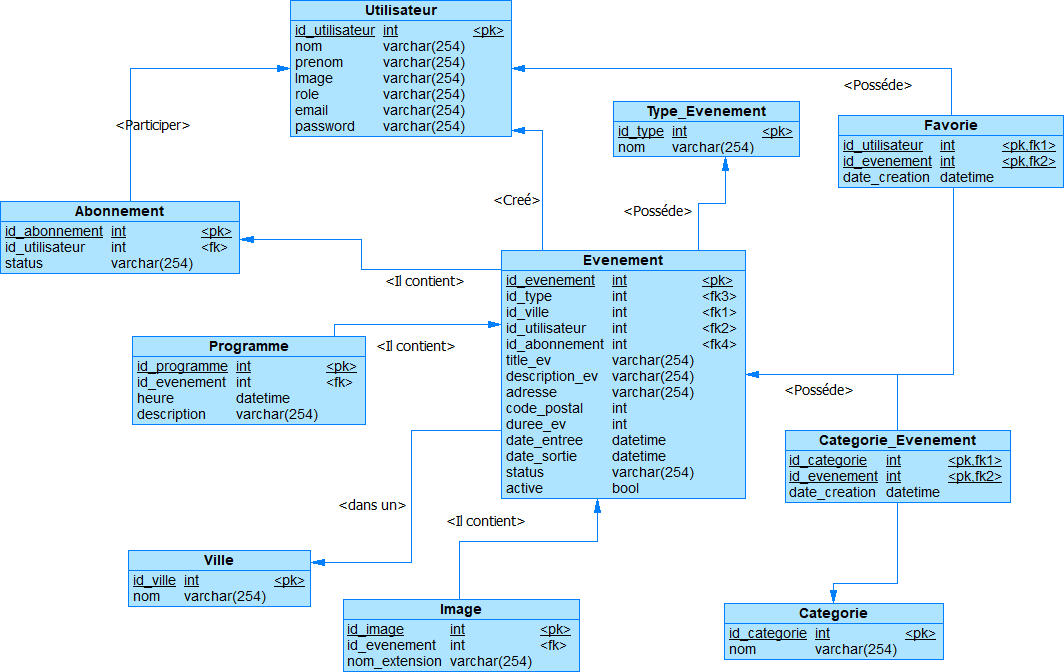 Utilisateur
id_utilisateur int <pk>
nom varchar(254)
prenom varchar(254)
Image varchar(254)
role varchar(254)
email varchar(254)
password varchar(254)
<Posséde>
Type_Evenement
id_type int <pk>
nom varchar(254)
Favorie
id_utilisateur int <pk,fk1>
id_evenement int <pk,fk2>
date_creation datetime
<Participer>
<Creé>
<Posséde>
Abonnement
id_abonnement int <pk>
id_utilisateur int <fk>
status varchar(254)
<Il contient>
Evenement
id_evenement int <pk>
id_type int <fk3>
id_ville int <fk1>
id_utilisateur int <fk2>
id_abonnement int <fk4>
title_ev varchar(254)
description_ev varchar(254)
adresse varchar(254)
code_postal int
duree_ev int
date_entree datetime
date_sortie datetime
status varchar(254)
active bool
Programme
id_programme int <pk>
id_evenement int <fk>
heure datetime
description varchar(254)
<Il contient>
<Posséde>
Categorie_Evenement
id_categorie int <pk,fk1>
id_evenement int <pk,fk2>
date_creation datetime
<dans un>
<Il contient>
Ville
id_ville int <pk>
nom varchar(254)
Image
id_image int <pk>
id_evenement int <fk>
nom_extension varchar(254)
Categorie
id_categorie int <pk>
nom varchar(254)